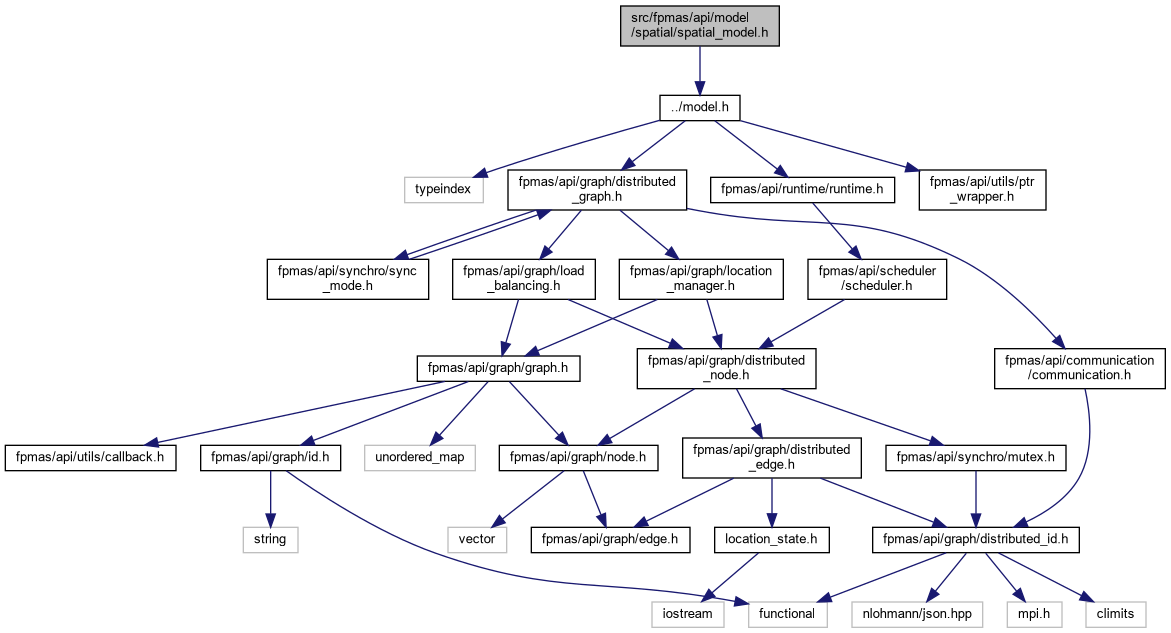 src/fpmas/api/model
/spatial/spatial_model.h
../model.h
typeindex
fpmas/api/graph/distributed
_graph.h
fpmas/api/runtime/runtime.h
fpmas/api/utils/ptr
_wrapper.h
fpmas/api/synchro/sync
_mode.h
fpmas/api/graph/load
_balancing.h
fpmas/api/graph/location
_manager.h
fpmas/api/scheduler
/scheduler.h
fpmas/api/graph/graph.h
fpmas/api/graph/distributed
_node.h
fpmas/api/communication
/communication.h
fpmas/api/utils/callback.h
fpmas/api/graph/id.h
unordered_map
fpmas/api/graph/node.h
fpmas/api/graph/distributed
_edge.h
fpmas/api/synchro/mutex.h
string
vector
fpmas/api/graph/edge.h
location_state.h
fpmas/api/graph/distributed_id.h
iostream
functional
nlohmann/json.hpp
mpi.h
climits